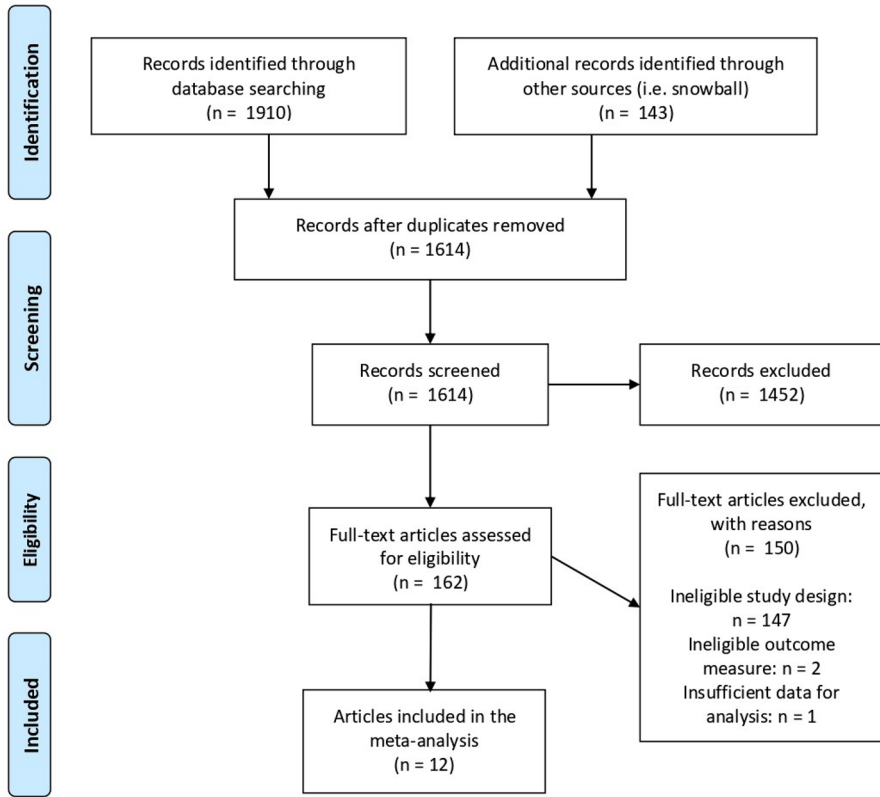 Identification
Records identified through
database searching
(n = 1910)
Additional records identified through
other sources (i.e. snowball)
(n = 143)
Records after duplicates removed
(n = 1614)
Screening
Records screened
(n = 1614)
Records excluded
(n = 1452)
Eligibility
Full-text articles assessed
for eligibility
(n = 162)
Full-text articles excluded,
with reasons
(n = 150)
Ineligible study design:
n = 147
Ineligible outcome
measure: n = 2
Insufficient data for
analysis: n = 1
Included
Articles included in the
meta-analysis
(n = 12)